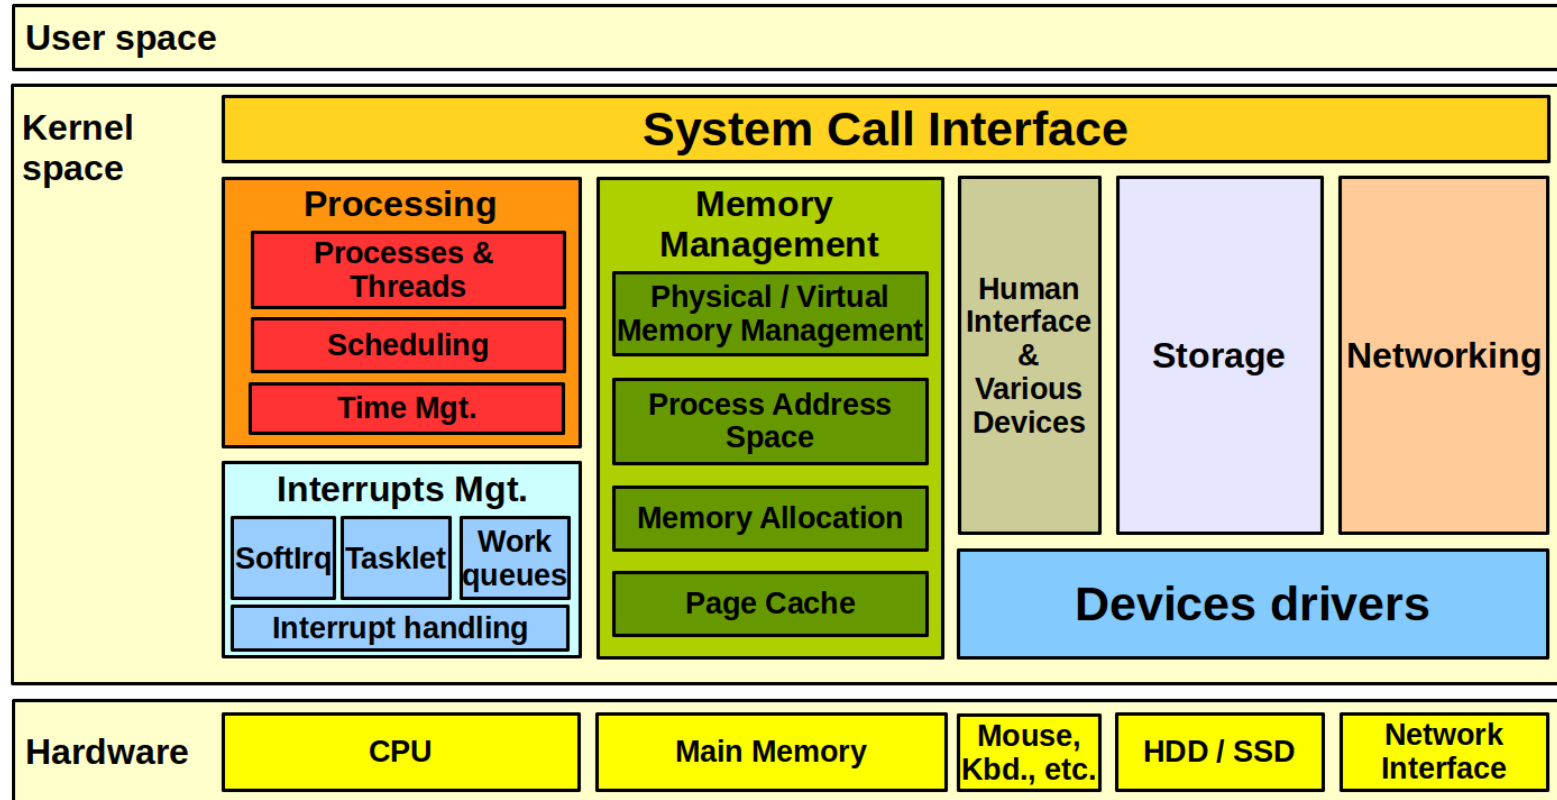 User space
Kernel
space
System Call Interface
Processing
Processes &
Threads
Scheduling
Time Mgt.
Interrupts Mgt.
SoftIrq
Tasklet
Work
queues
Interrupt handling
Memory
Management
Physical / Virtual
Memory Management
Process Address
Space
Memory Allocation
Page Cache
Human
Interface
&
Various
Devices
Storage
Networking
Devices drivers
Hardware
CPU
Main Memory
Mouse,
Kbd., etc.
HDD / SSD
Network
Interface